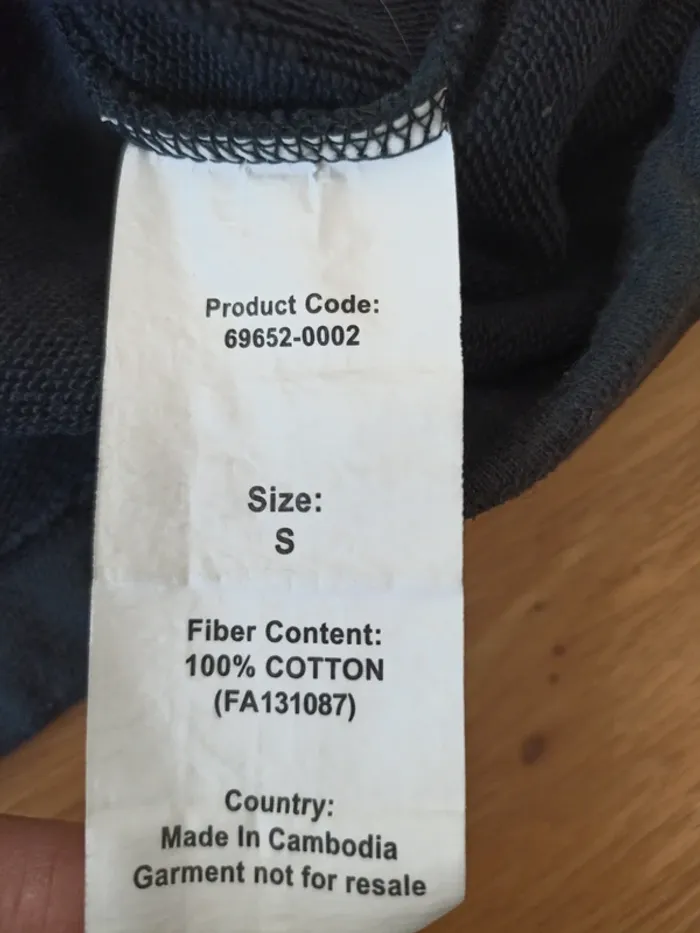 Product Code:
69652-0002
Size:
S
Fiber Content:
100% COTTON
(FA131087)
Country:
Made In Cambodia
Garment not for resale